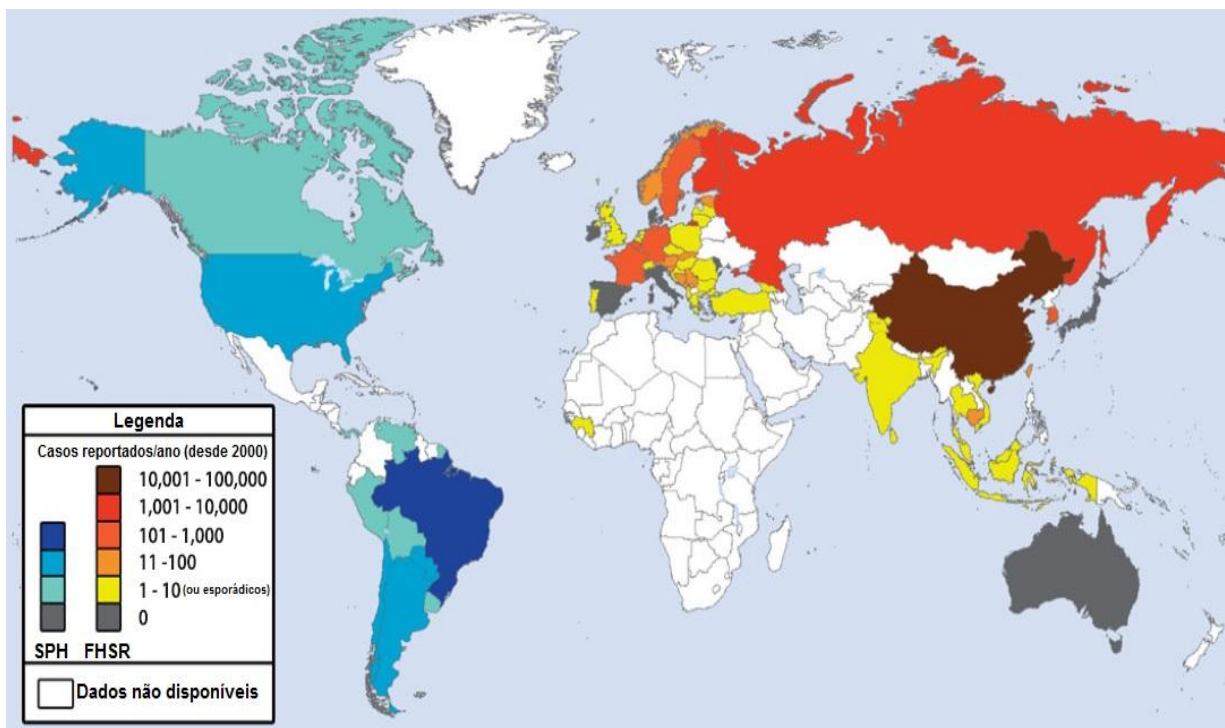 Legenda
Casos reportados/ano (desde 2000)
10,001 - 100,000
1,001 - 10,000
101 - 1,000
11 -100
1 - 10 (ou esporádicos)
0
SPH FHSR
Dados não disponíveis